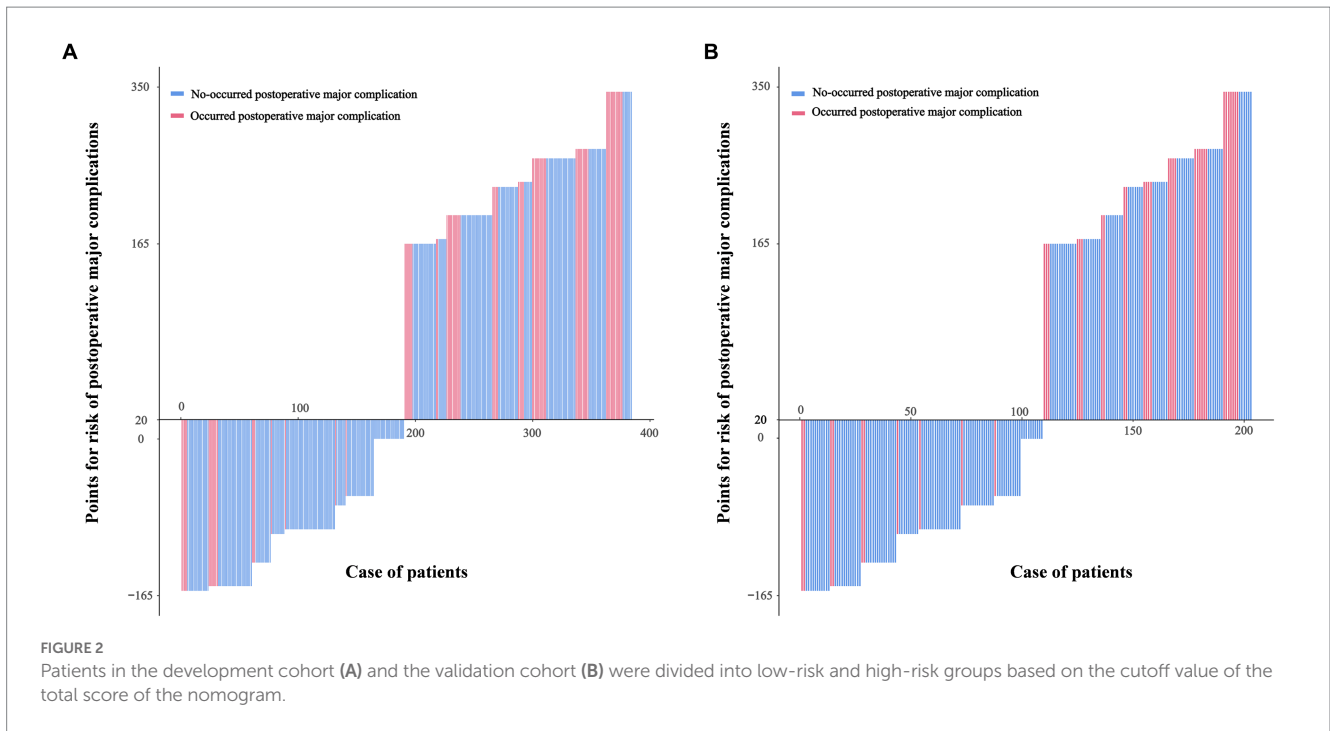 A
Points for risk of postoperative major complications
350
No-occurred postoperative major complication
Occurred postoperative major complication
165
0
100
20
0
200
300
400
Case of patients
−165
B
Points for risk of postoperative major complications
350
No-occurred postoperative major complication
Occurred postoperative major complication
165
0
50
100
20
0
150
200
Case of patients
−165
FIGURE 2
Patients in the development cohort (A) and the validation cohort (B) were divided into low-risk and high-risk groups based on the cutoff value of the
total score of the nomogram.